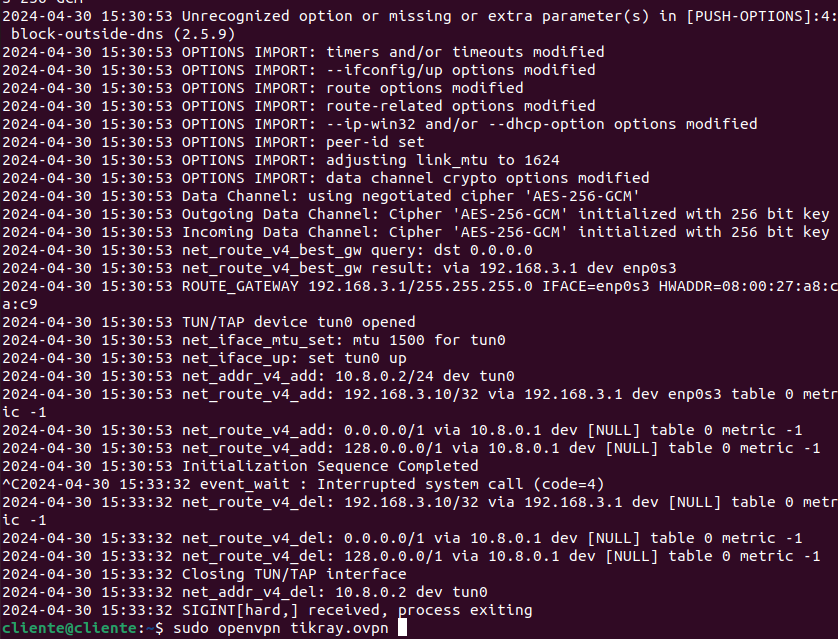 2024-04-30 15:30:53 Unrecognized option or missing or extra parameter(s) in [PUSH-OPTIONS]:4:
 block-outside-dns (2.5.9)
2024-04-30 15:30:53 OPTIONS IMPORT: timers and/or timeouts modified
2024-04-30 15:30:53 OPTIONS IMPORT: --ifconfig/up options modified
2024-04-30 15:30:53 OPTIONS IMPORT: route options modified
2024-04-30 15:30:53 OPTIONS IMPORT: route-related options modified
2024-04-30 15:30:53 OPTIONS IMPORT: --ip-win32 and/or --dhcp-option options modified
2024-04-30 15:30:53 OPTIONS IMPORT: peer-id set
2024-04-30 15:30:53 OPTIONS IMPORT: adjusting link_mtu to 1624
2024-04-30 15:30:53 OPTIONS IMPORT: data channel crypto options modified
2024-04-30 15:30:53 Data Channel: using negotiated cipher 'AES-256-GCM'
2024-04-30 15:30:53 Outgoing Data Channel: Cipher 'AES-256-GCM' initialized with 256 bit key
2024-04-30 15:30:53 Incoming Data Channel: Cipher 'AES-256-GCM' initialized with 256 bit key
2024-04-30 15:30:53 net_route_v4_best_gw query: dst 0.0.0.0
2024-04-30 15:30:53 net_route_v4_best_gw result: via 192.168.3.1 dev enp0s3
2024-04-30 15:30:53 ROUTE_GATEWAY 192.168.3.1/255.255.255.0 IFACE=enp0s3 HWADDR=08:00:27:a8:c
a:c9
2024-04-30 15:30:53 TUN/TAP device tun0 opened
2024-04-30 15:30:53 net_iface_mtu_set: mtu 1500 for tun0
2024-04-30 15:30:53 net_iface_up: set tun0 up
2024-04-30 15:30:53 net_addr_v4_add: 10.8.0.2/24 dev tun0
2024-04-30 15:30:53 net_route_v4_add: 192.168.3.10/32 via 192.168.3.1 dev enp0s3 table 0 metr
ic -1
2024-04-30 15:30:53 net_route_v4_add: 0.0.0.0/1 via 10.8.0.1 dev [NULL] table 0 metric -1
2024-04-30 15:30:53 net_route_v4_add: 128.0.0.0/1 via 10.8.0.1 dev [NULL] table 0 metric -1
2024-04-30 15:30:53 Initialization Sequence Completed
^C2024-04-30 15:33:32 event_wait : Interrupted system call (code=4)
2024-04-30 15:33:32 net_route_v4_del: 192.168.3.10/32 via 192.168.3.1 dev [NULL] table 0 metr
ic -1
2024-04-30 15:33:32 net_route_v4_del: 0.0.0.0/1 via 10.8.0.1 dev [NULL] table 0 metric -1
2024-04-30 15:33:32 net_route_v4_del: 128.0.0.0/1 via 10.8.0.1 dev [NULL] table 0 metric -1
2024-04-30 15:33:32 Closing TUN/TAP interface
2024-04-30 15:33:32 net_addr_v4_del: 10.8.0.2 dev tun0
2024-04-30 15:33:32 SIGINT[hard,] received, process exiting
cliente@cliente:~$ sudo openvpn tikray.ovpn